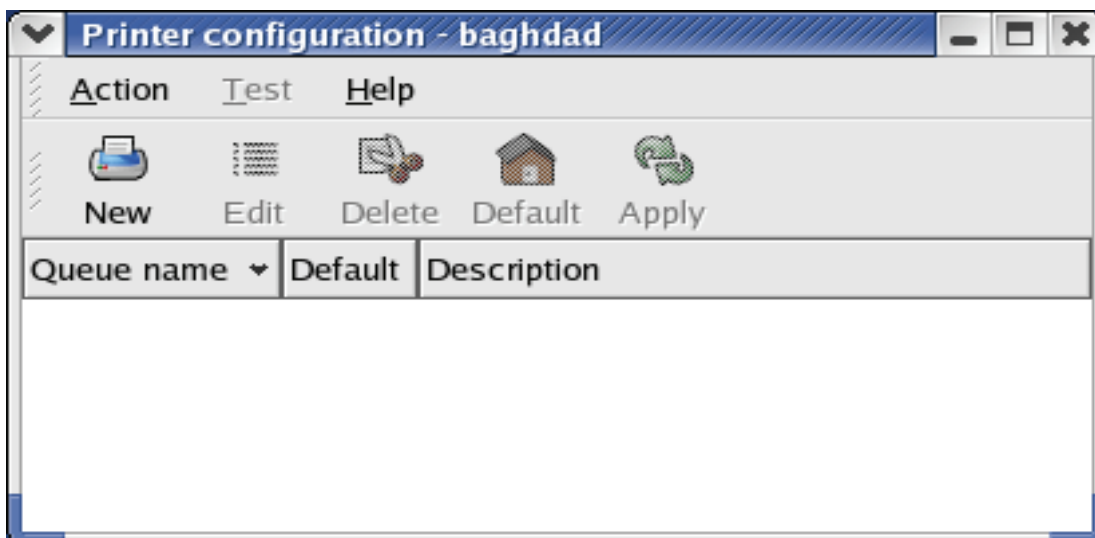 Printer configuration - baghdad
Action Test Help
New Edit Delete Default Apply
Queue name Default Description